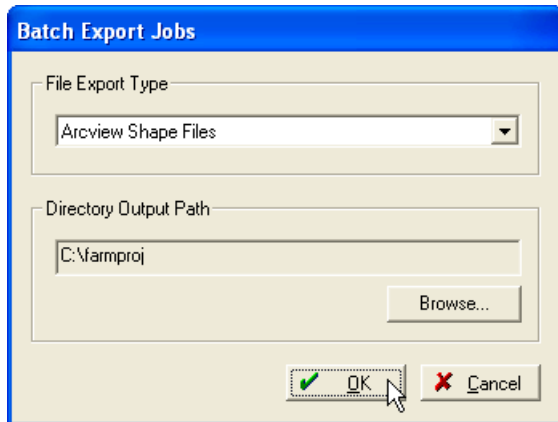 Batch Export Jobs
File Export Type
Arcview Shape Files
Directory Output Path
C:\farmproj
Browse...
OK
Cancel